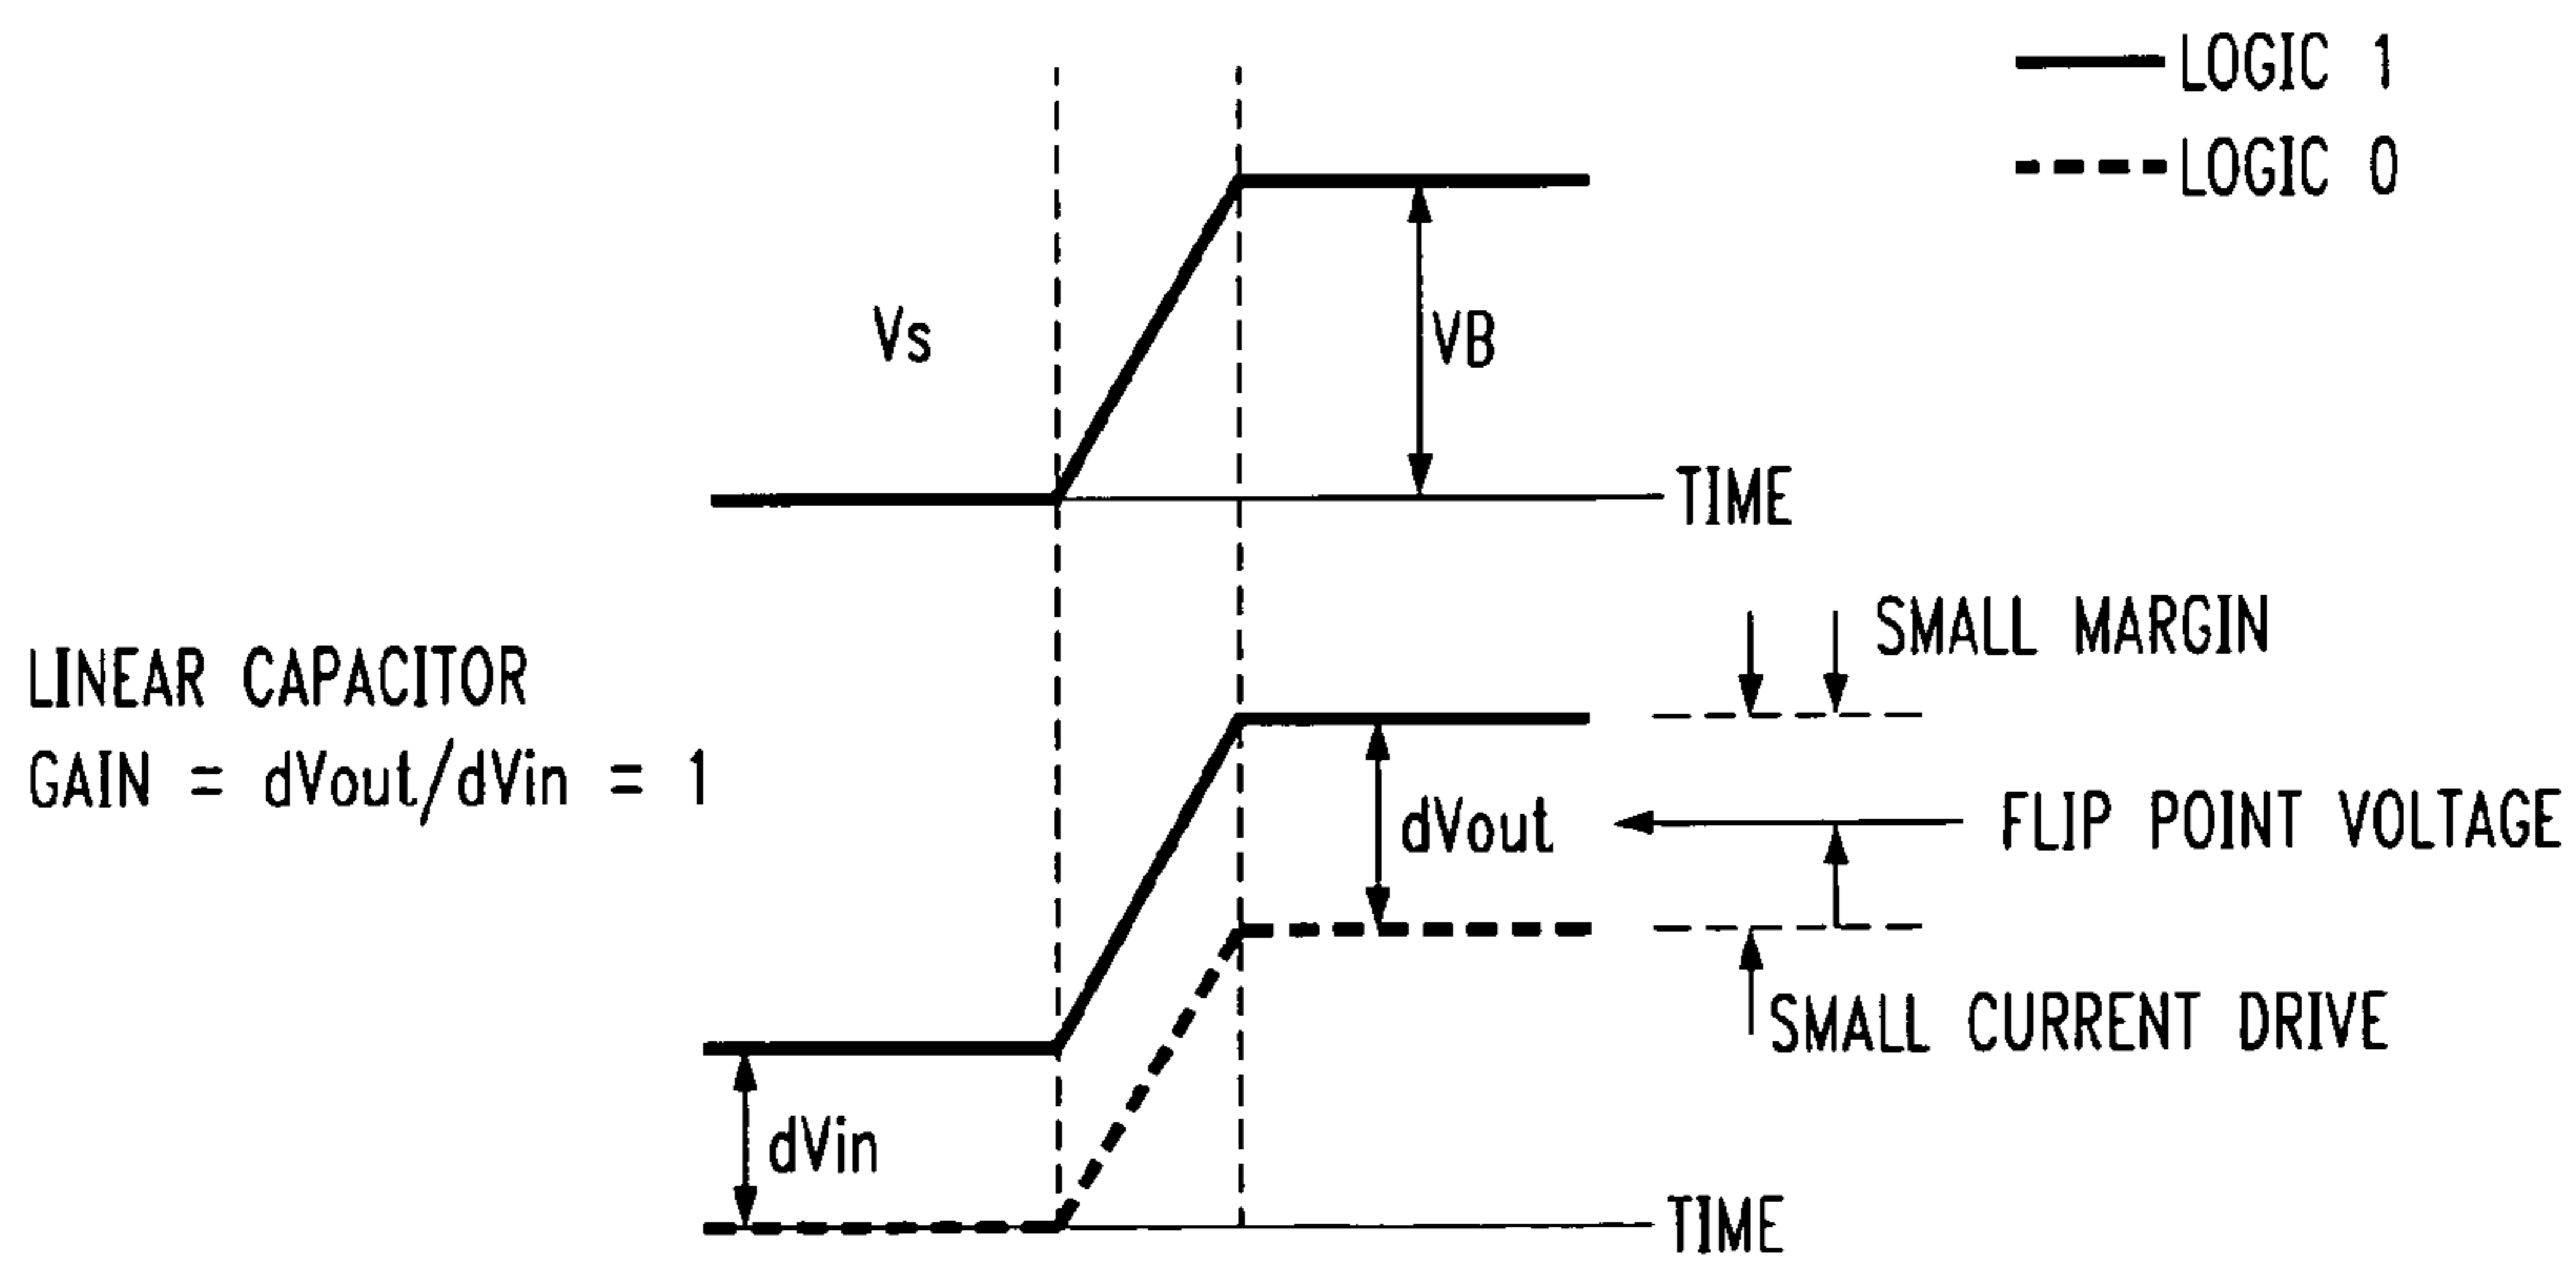 LOGIC 1
LOGIC 0
Vs
VB
TIME
SMALL MARGIN
LINEAR CAPACITOR
GAIN = dVout/dVin = 1
dVout
FLIP POINT VOLTAGE
SMALL CURRENT DRIVE
dVin
TIME